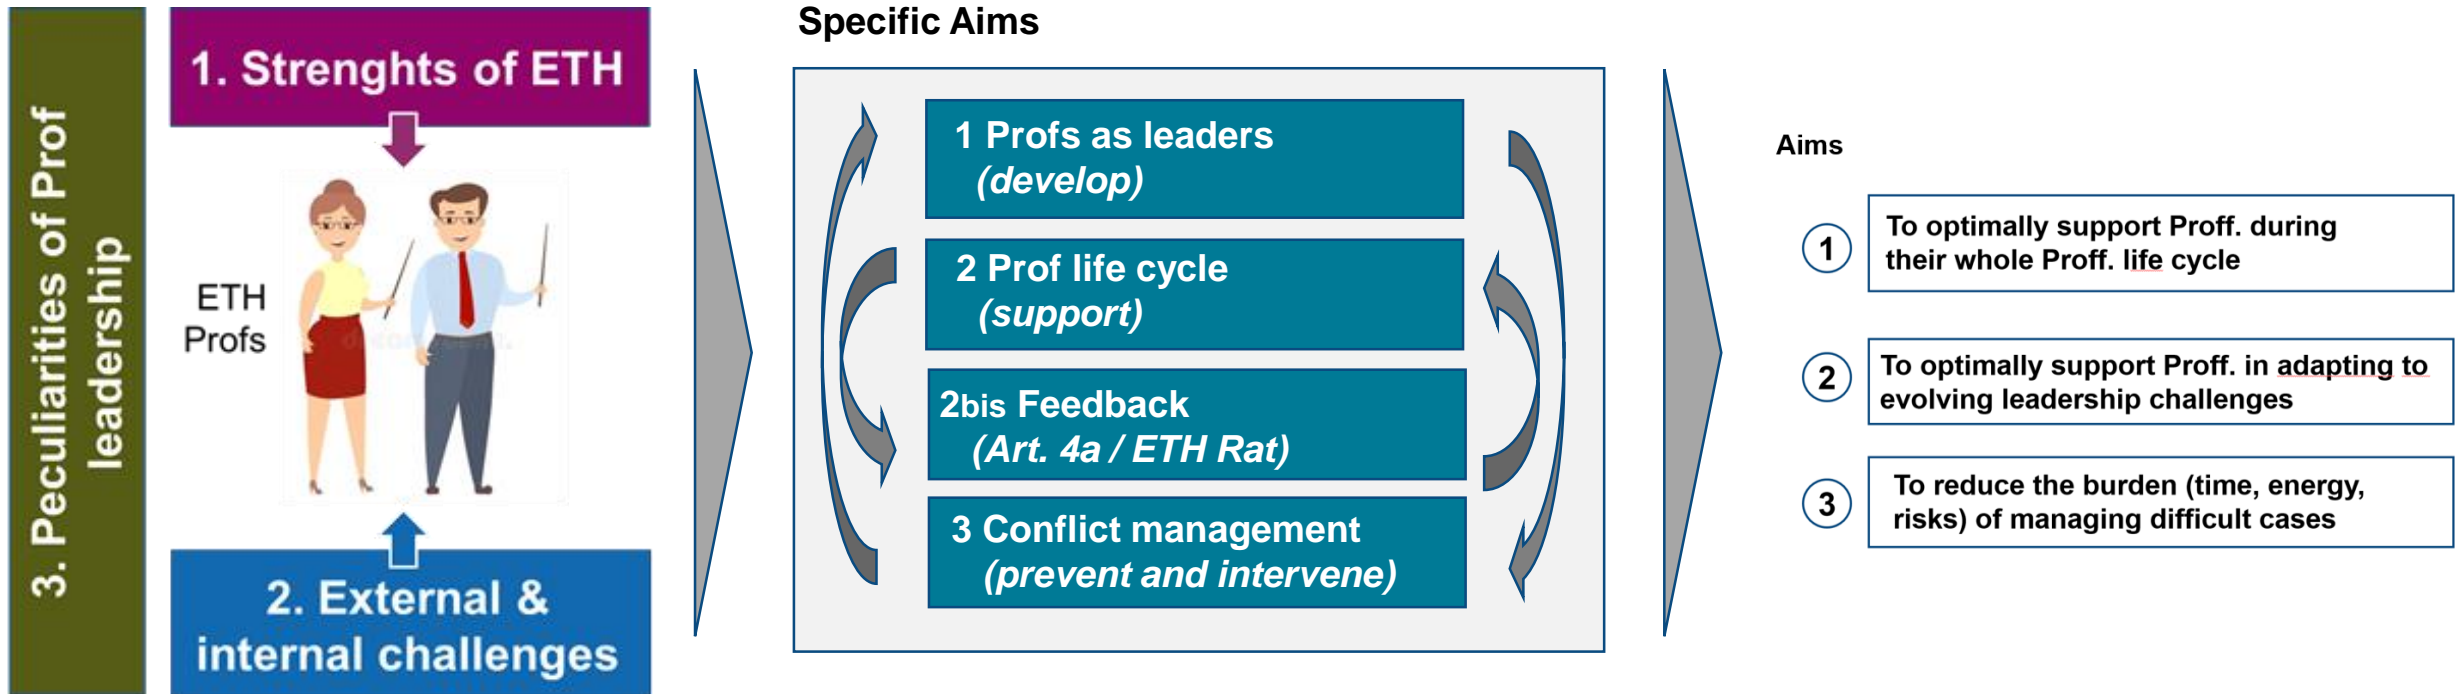 3. Peculiarities of Prof
leadership
1. Strenghts of ETH
ETH
Profs
2. External &
internal challenges
Specific Aims
1 Profs as leaders
(develop)
2 Prof life cycle
(support)
2bis Feedback
(Art. 4a / ETH Rat)
3 Conflict management
(prevent and intervene)
Aims
1
To optimally support Proff. during
their whole Proff. life cycle
2
To optimally support Proff. in adapting to
evolving leadership challenges
3
To reduce the burden (time, energy,
risks) of managing difficult cases